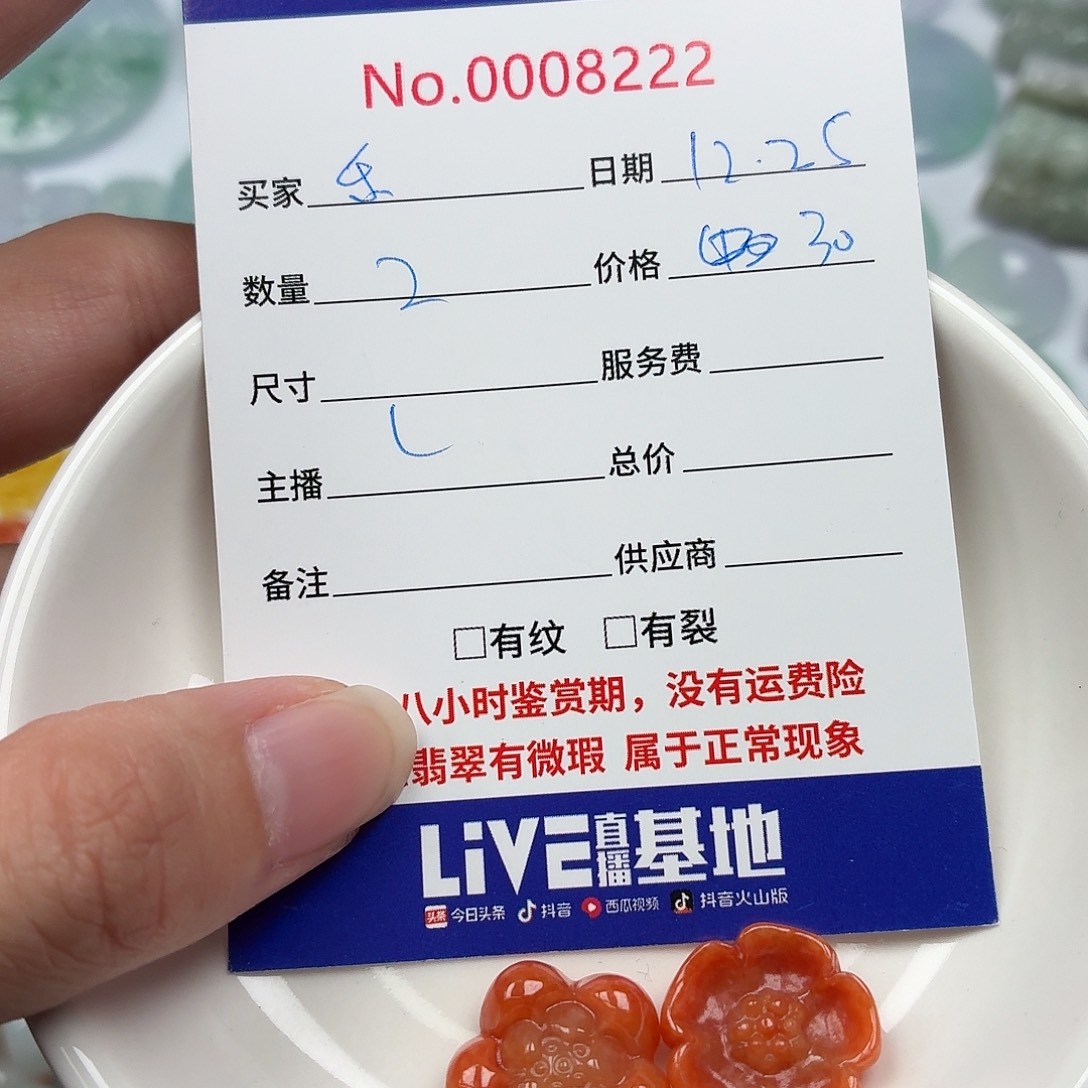 No.0008222
买家 乐 日期 12.25
数量 2 价格 30
尺寸 服务费
主播 L 总价
备注 供应商
□有纹 □有裂
八小时鉴赏期，没有运费险
翡翠有微瑕 属于正常现象
LiVE直播基地
头条 今日头条 抖音 西瓜视频 抖音火山版